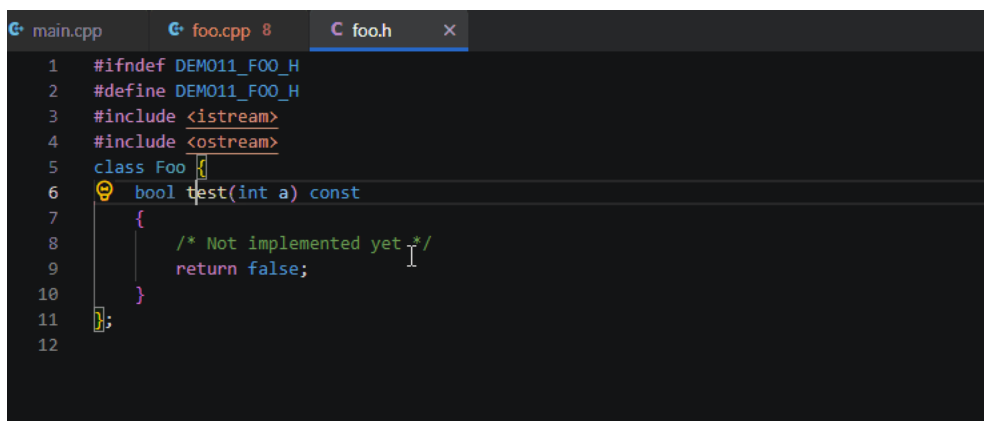 main.cpp foo.cpp 8 C foo.h ×
1 #ifndef DEMO11_FOO_H
2 #define DEMO11_FOO_H
3 #include <istream>
4 #include <ostream>
5 class Foo {
6 bool test(int a) const
7 {
8 /* Not implemented yet */
9 return false;
10 }
11 };
12